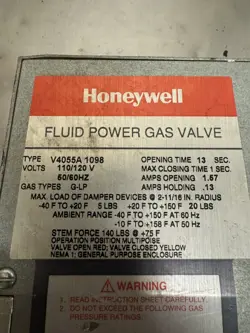 Honeywell
FLUID POWER GAS VALVE
TYPE V4055A 1098 OPENING TIME 13 SEC.
VOLTS 110/120 V MAX CLOSING TIME 1 SEC.
50/60HZ AMPS OPENING 1.57
GAS TYPES G-LP AMPS HOLDING .13
MAX. LOAD OF DAMPER DEVICES @ 2-11/16 IN. RADIUS
-40 F TO +20 F 5 LBS +20 F TO +150 F 20 LBS
AMBIENT RANGE -40 F TO +150 F AT 60 Hz
-10 F TO +158 F AT 50 Hz
STEM FORCE 140 LBS @ +75 F
OPERATION POSITION MULTIPOISE
VALVE OPEN RED; VALVE CLOSED YELLOW
NEMA 1; GENERAL PURPOSE ENCLOSURE
WARNING
1. READ INSTRUCTION SHEET CAREFULLY.
2. DO NOT EXCEED THE FOLLOWING GAS
PRESSURE RATINGS: